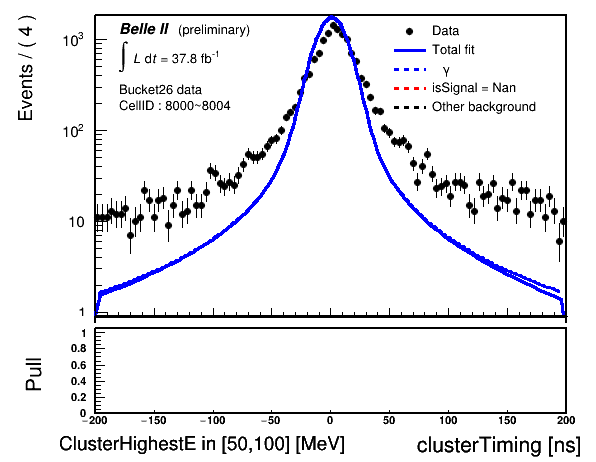 Events / ( 4 )
10³
10²
10
1
Belle II (preliminary)
∫ L dt = 37.8 fb⁻¹
Bucket26 data
CellID : 8000~8004
Data
Total fit
γ
isSignal = Nan
Other background
Pull
1
0.8
0.6
0.4
0.2
0
−200 −150 −100 −50 0 50 100 150 200
ClusterHighestE in [50,100] [MeV] clusterTiming [ns]